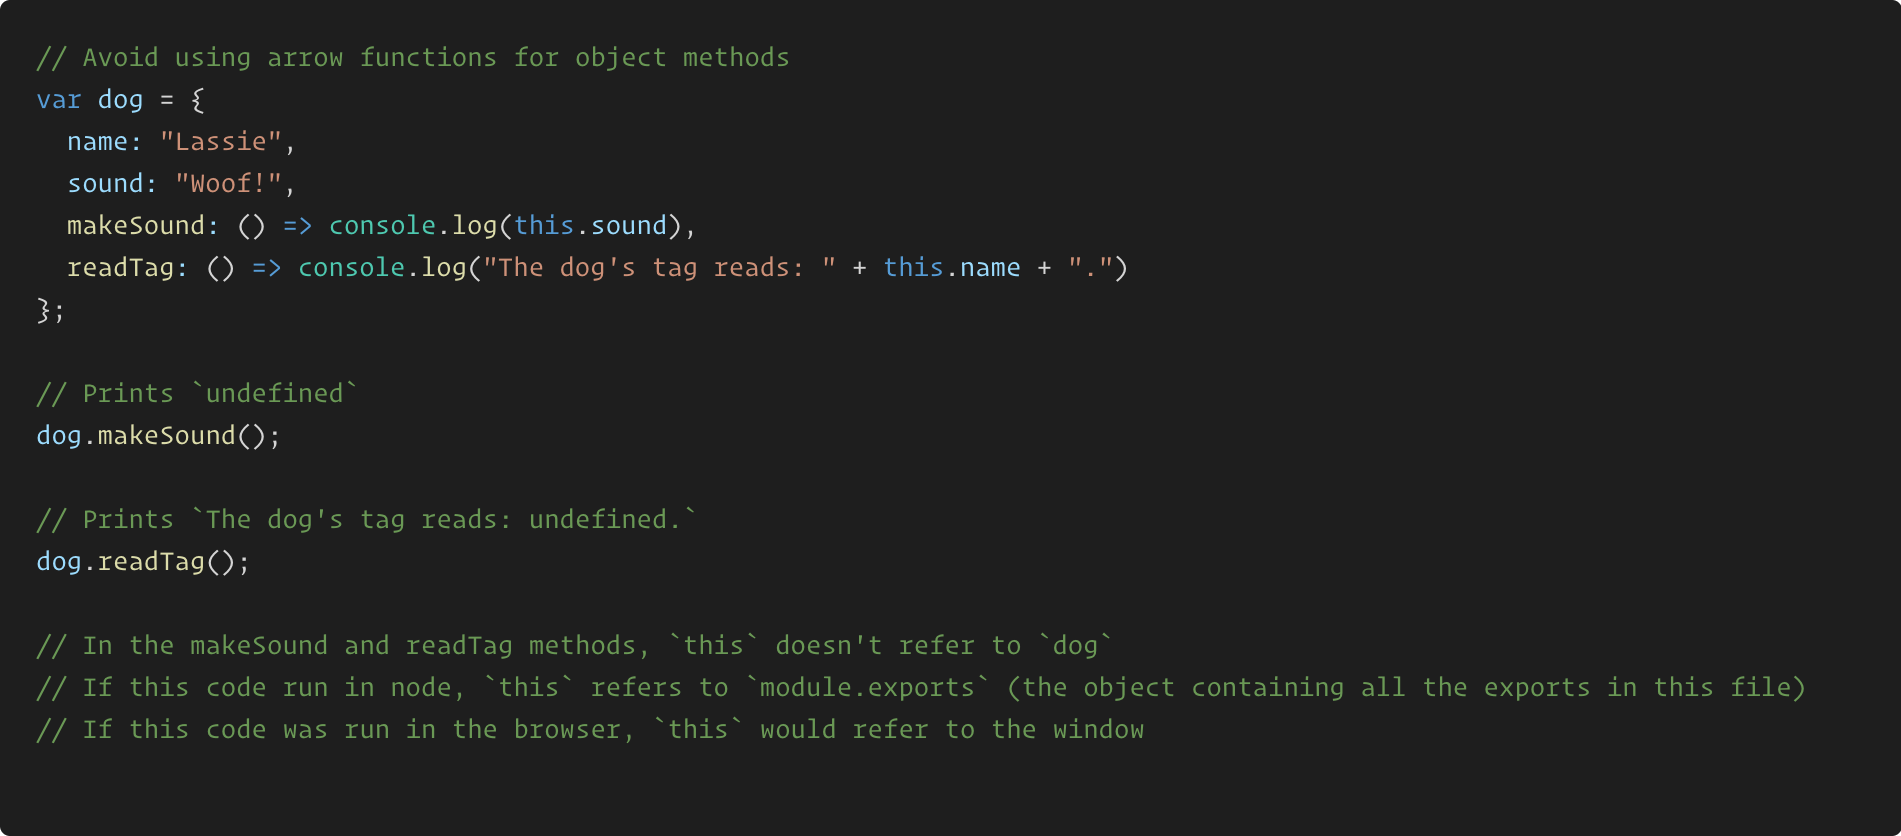 // Avoid using arrow functions for object methods
var dog = {
  name: "Lassie",
  sound: "Woof!",
  makeSound: () => console.log(this.sound),
  readTag: () => console.log("The dog's tag reads: " + this.name + ".")
};

// Prints `undefined`
dog.makeSound();

// Prints `The dog's tag reads: undefined.`
dog.readTag();

// In the makeSound and readTag methods, `this` doesn't refer to `dog`
// If this code run in node, `this` refers to `module.exports` (the object containing all the exports in this file)
// If this code was run in the browser, `this` would refer to the window